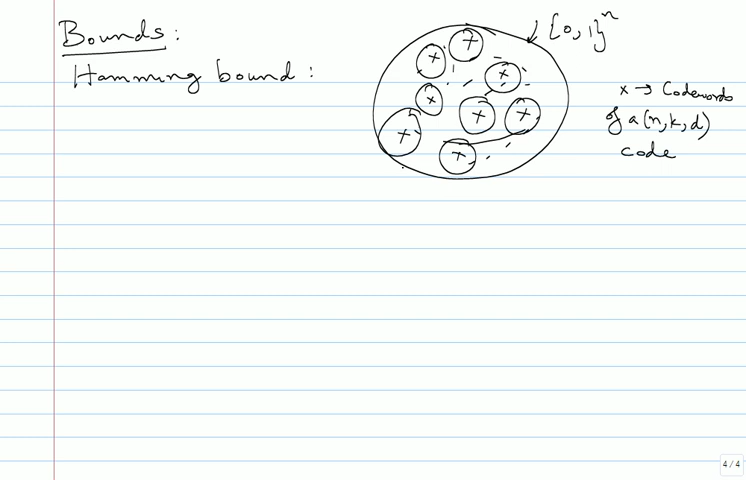 Bounds:
Hamming bound:
{0,1}ⁿ
x → Codewords
of a (n,k,d)
code
4 / 4